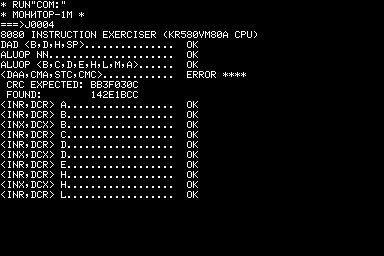 * RUN"COM:"
* МОНИТОР-1М *
===>J0004
8080 INSTRUCTION EXERCISER (KR580VM80A CPU)
DAD <B,D,H,SP>................ OK
ALUOP NN...................... OK
ALUOP <B,C,D,E,H,L,M,A>....... OK
<DAA,CMA,STC,CMC>............. ERROR ****
CRC EXPECTED: BB3F030C
FOUND: 142E1BCC
<INR,DCR> A................... OK
<INR,DCR> B................... OK
<INX,DCX> B................... OK
<INR,DCR> C................... OK
<INR,DCR> D................... OK
<INX,DCX> D................... OK
<INR,DCR> E................... OK
<INR,DCR> H................... OK
<INX,DCX> H................... OK
<INR,DCR> L................... OK